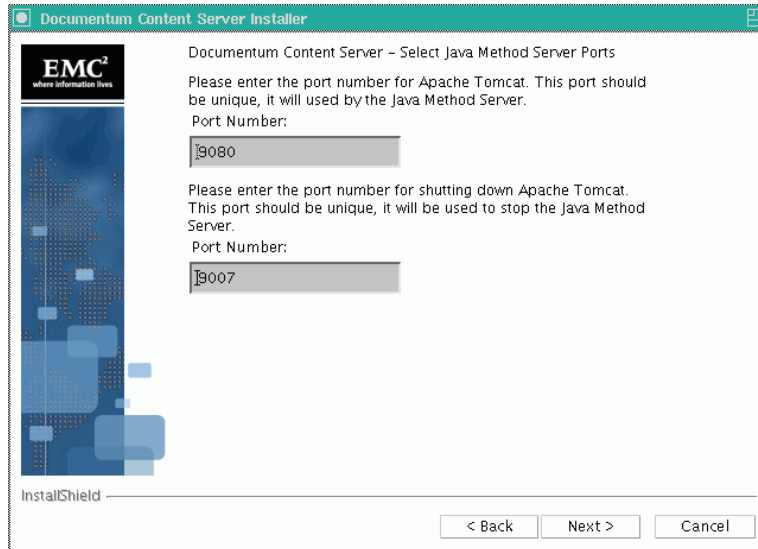 Documentum Content Server Installer
EMC²
where information lives
Documentum Content Server – Select Java Method Server Ports
Please enter the port number for Apache Tomcat. This port should
be unique, it will used by the Java Method Server.
Port Number:
9080
Please enter the port number for shutting down Apache Tomcat.
This port should be unique, it will be used to stop the Java Method
Server.
Port Number:
9007
InstallShield
< Back
Next >
Cancel